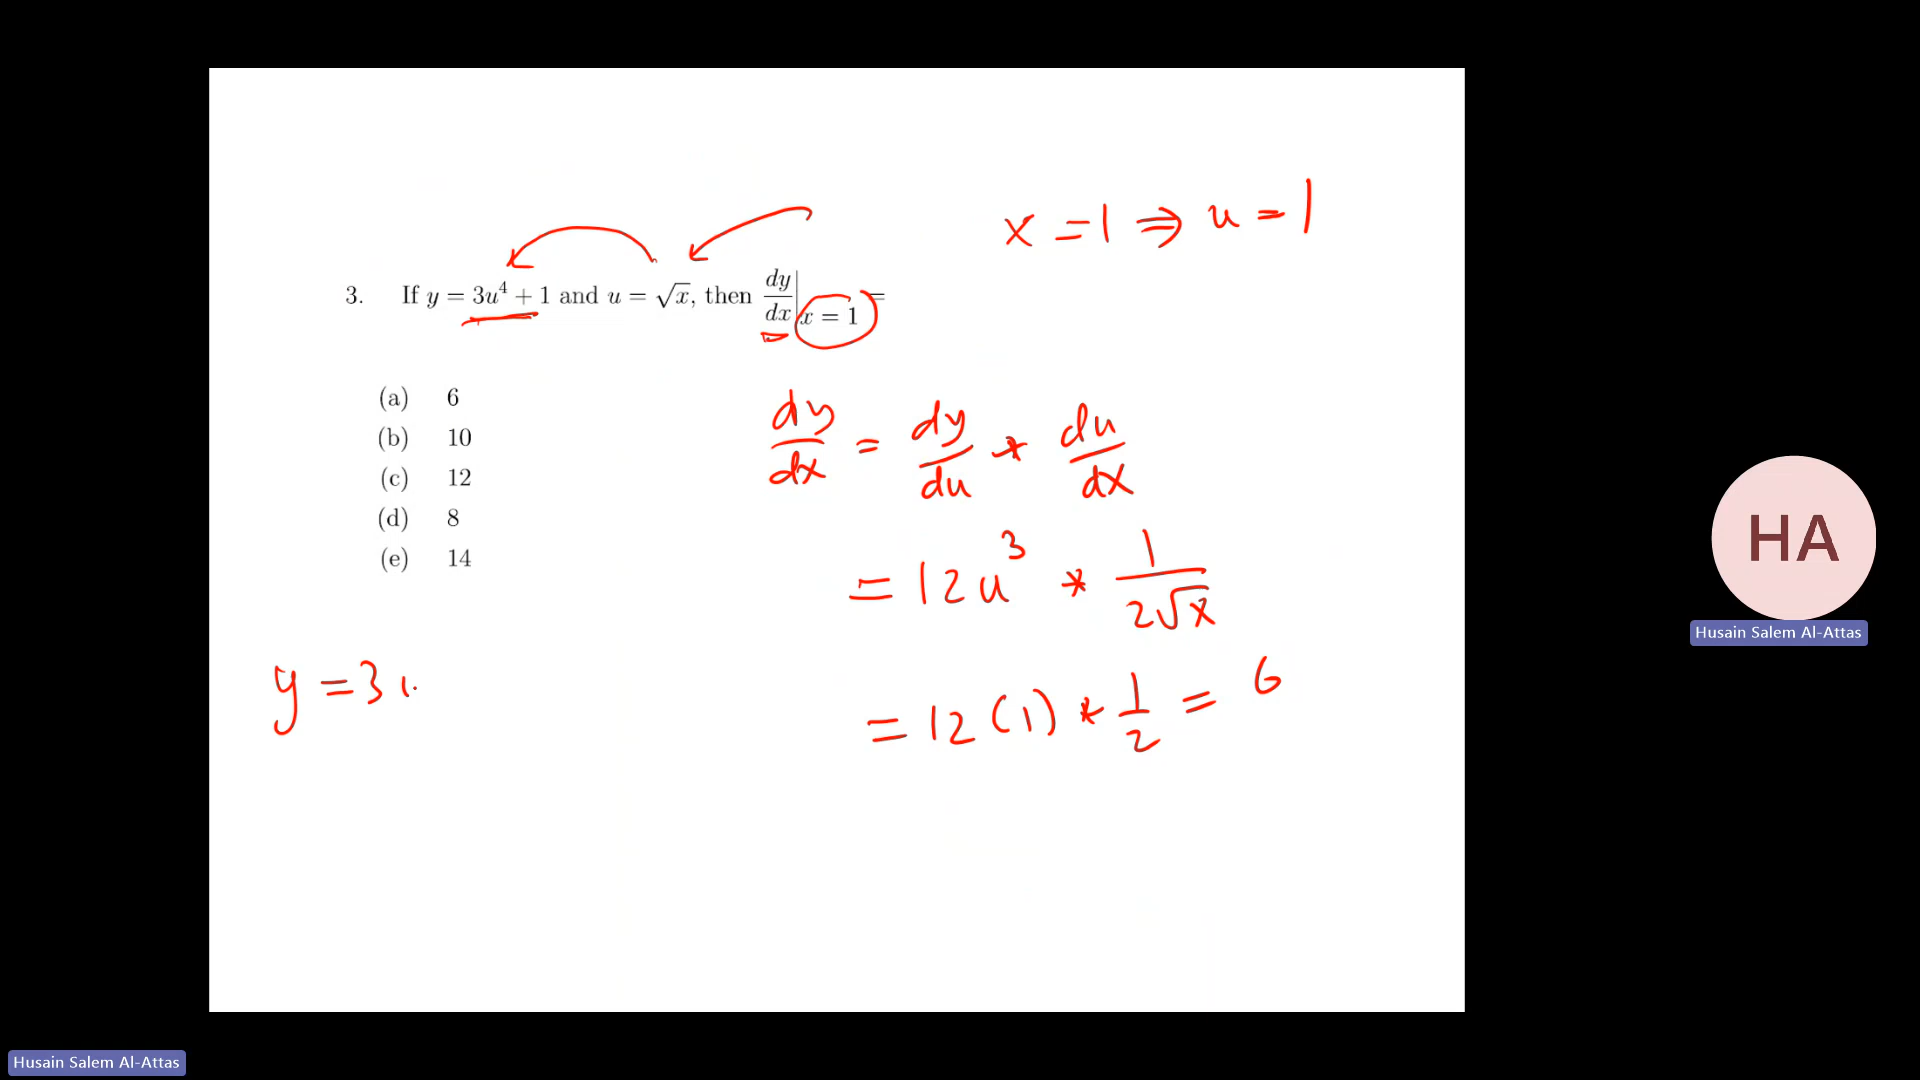 x = 1 ⇒ u = 1
3. If y = 3u⁴ + 1 and u = √x, then dy/dx | x = 1 =
(a) 6
(b) 10
(c) 12
(d) 8
(e) 14
dy/dx = dy/du * du/dx
= 12u³ * 1/(2√x)
= 12 (1) * 1/2 = 6
y = 3
HA
Husain Salem Al-Attas
Husain Salem Al-Attas